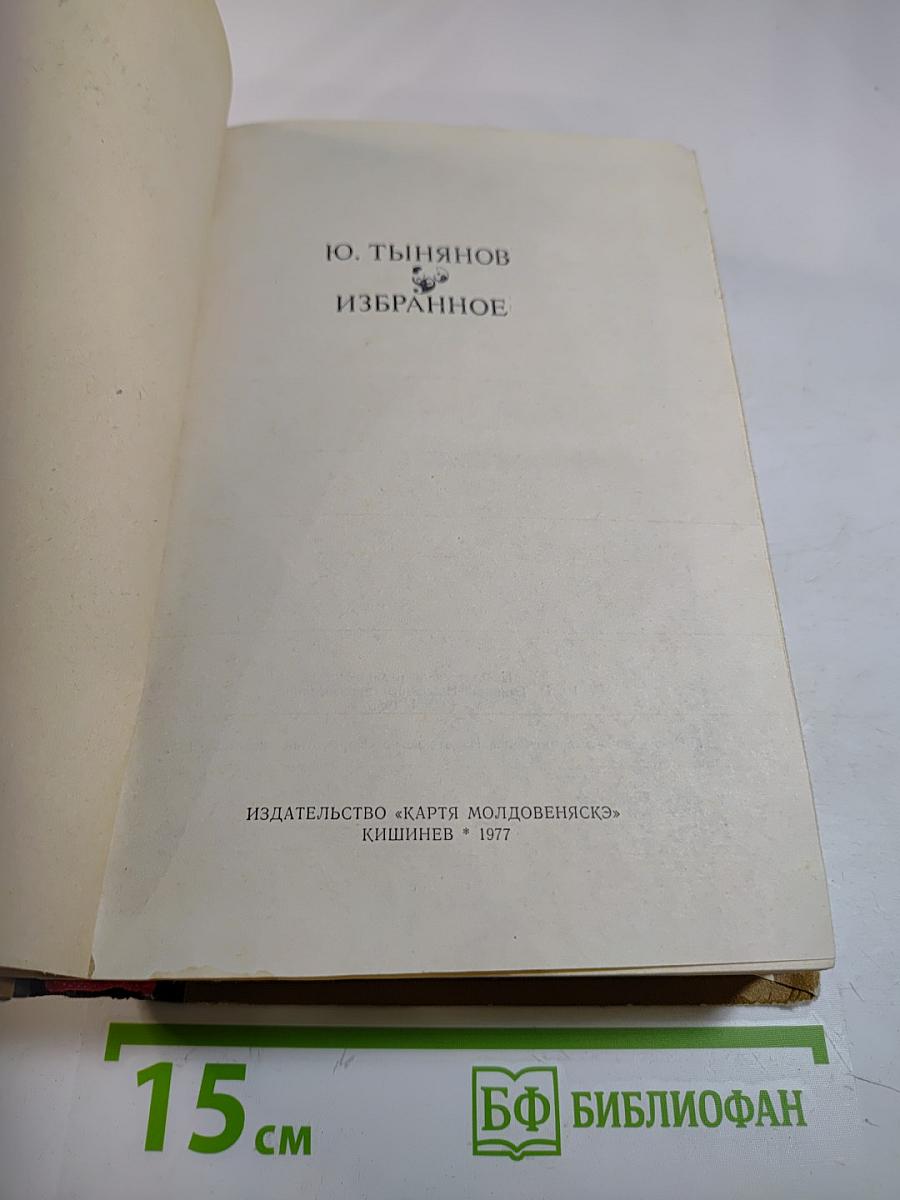 Ю. ТЫНЯНОВ
ИЗБРАННОЕ
ИЗДАТЕЛЬСТВО «КАРТЯ МОЛДОВЕНЯСКЭ»
КИШИНЕВ * 1977
15 см
БФ БИБЛИОФАН